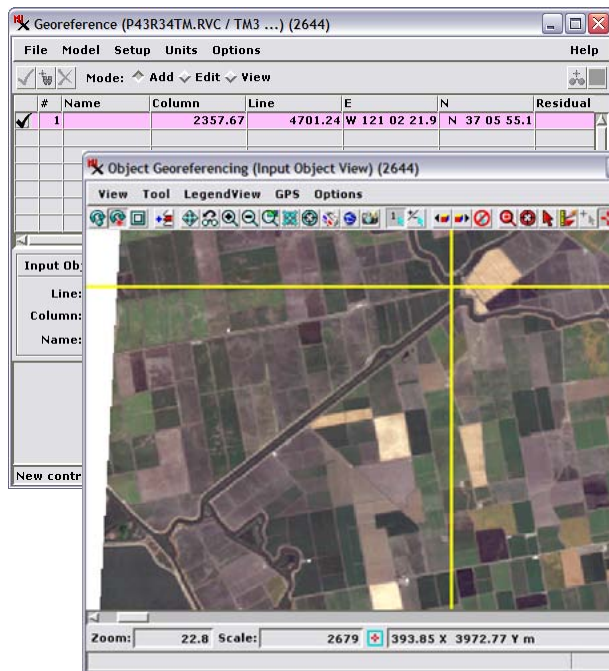 Georeference (P43R34TM.RVC / TM3 ...) (2644)
File Model Setup Units Options Help
Mode: Add Edit View
# Name Column Line E N Residual
1 2357.67 4701.24 W 121 02 21.9 N 37 05 55.1
Object Georeferencing (Input Object View) (2644)
View Tool LegendView GPS Options
Input Obj
Line:
Column:
Name:
New contr
Zoom: 22.8 Scale: 2679 393.85 X 3972.77 Y m